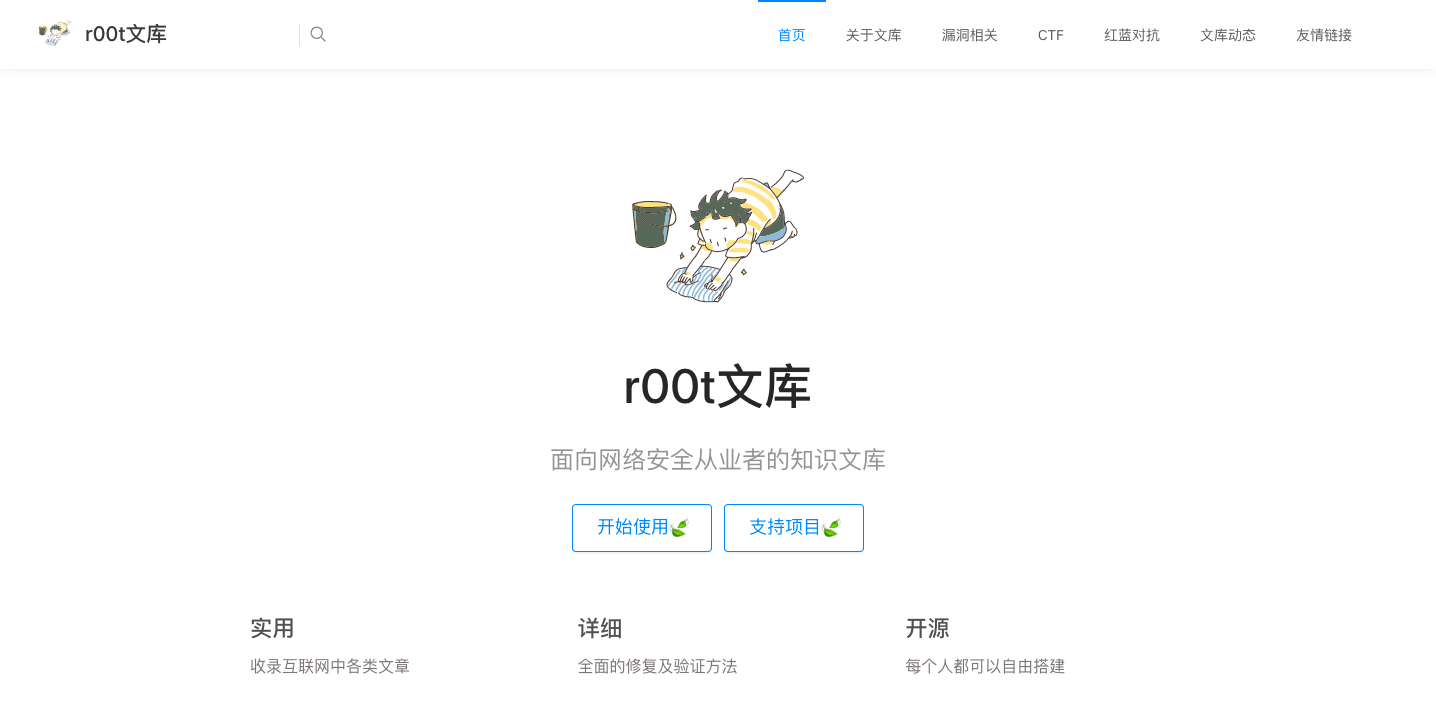 r00t文库
首页
关于文库
漏洞相关
CTF
红蓝对抗
文库动态
友情链接
r00t文库
面向网络安全从业者的知识文库
开始使用🍃
支持项目🍃
实用
详细
开源
收录互联网中各类文章
全面的修复及验证方法
每个人都可以自由搭建